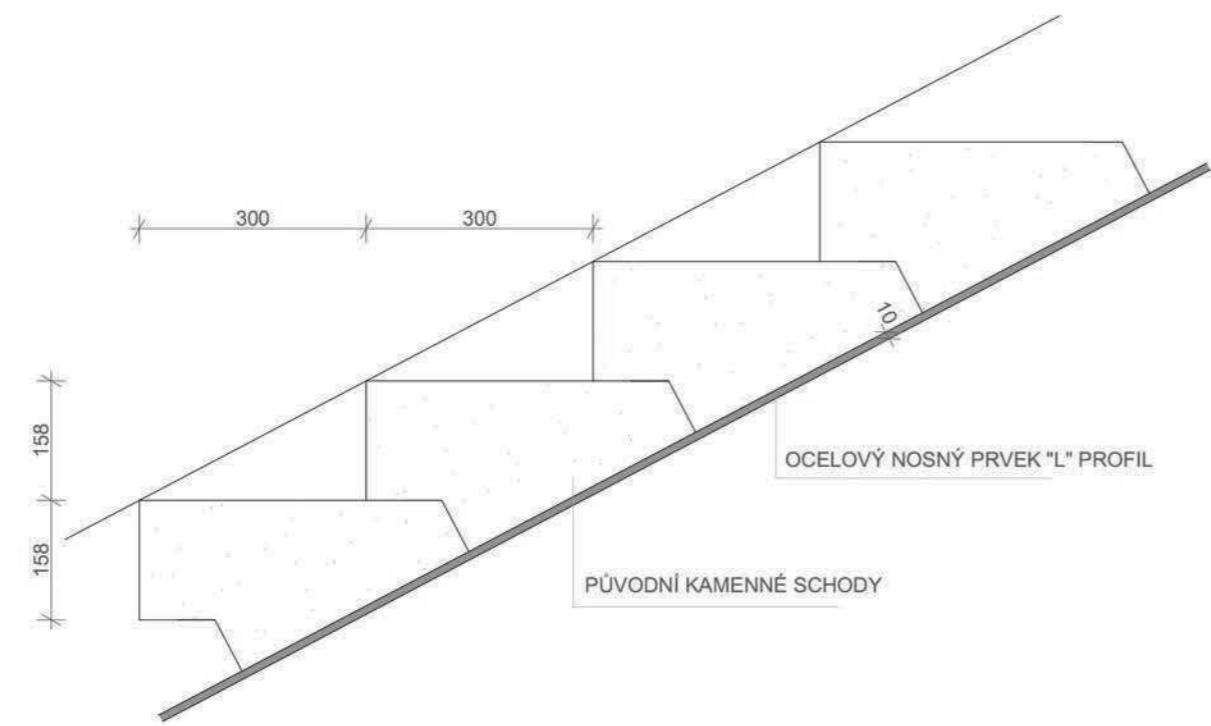 300
300
10
158
OCELOVÝ NOSNÝ PRVEK "L" PROFIL
158
PŮVODNÍ KAMENNÉ SCHODY